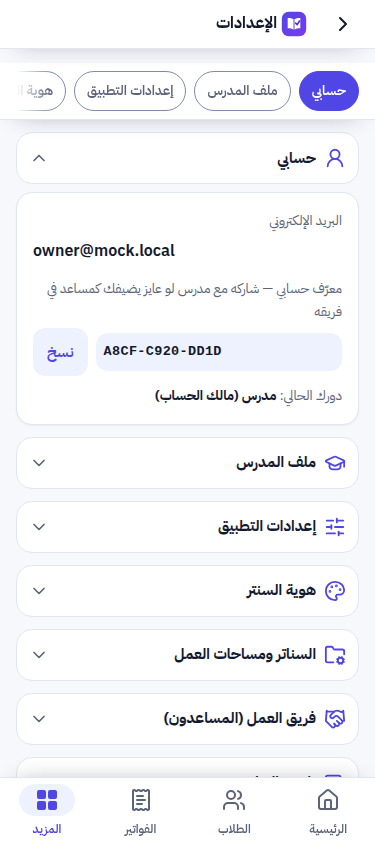 الإعدادات
حسابي
ملف المدرس
إعدادات التطبيق
هوية ا
حسابي
البريد الإلكتروني
owner@mock.local
معرّف حسابي — شاركه مع مدرس لو عايز يضيفك كمساعد في
فريقه
A8CF-C920-DD1D
نسخ
دورك الحالي: مدرس (مالك الحساب)
ملف المدرس
إعدادات التطبيق
هوية السنتر
السناتر ومساحات العمل
فريق العمل (المساعدون)
الرئيسية
الطلاب
الفواتير
المزيد